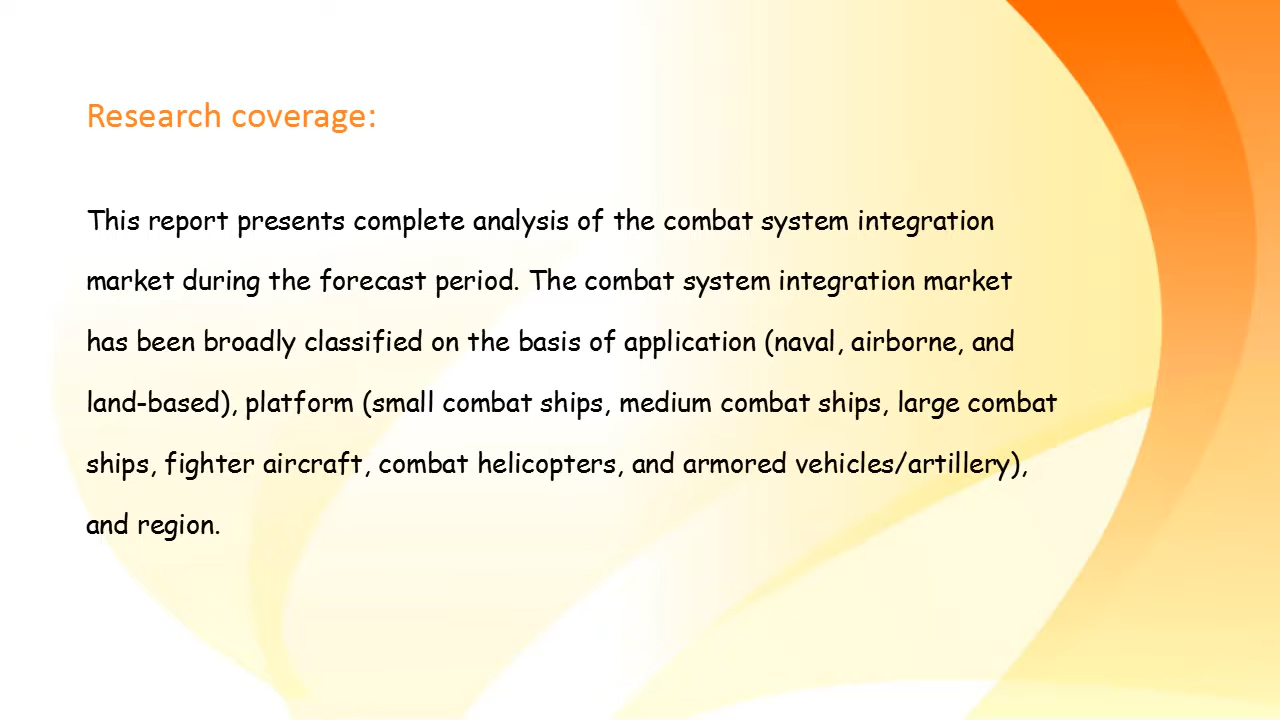 Research coverage:
This report presents complete analysis of the combat system integration
market during the forecast period. The combat system integration market
has been broadly classified on the basis of application (naval, airborne, and
land-based), platform (small combat ships, medium combat ships, large combat
ships, fighter aircraft, combat helicopters, and armored vehicles/artillery),
and region.